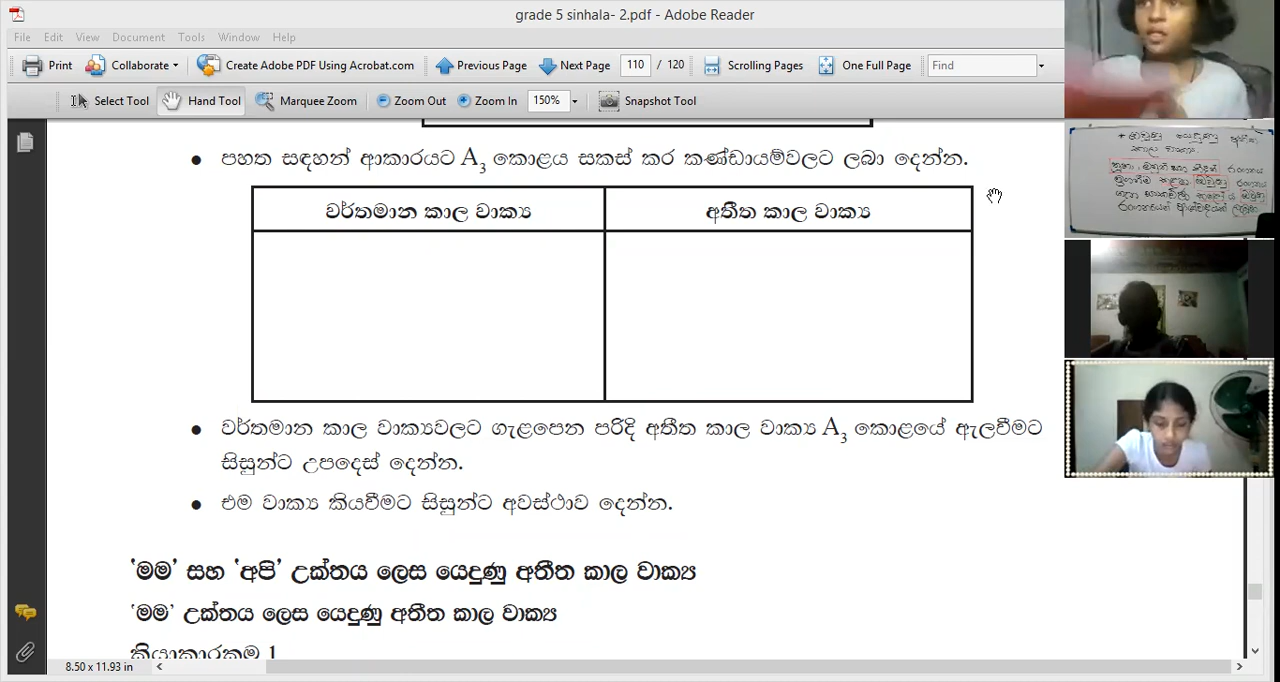 grade 5 sinhala- 2.pdf - Adobe Reader
File Edit View Document Tools Window Help
Print Collaborate Create Adobe PDF Using Acrobat.com Previous Page Next Page 110 / 120 Scrolling Pages One Full Page Find
Select Tool Hand Tool Marquee Zoom Zoom Out Zoom In 150% Snapshot Tool
• පහත සඳහන් ආකාරයට A3 කොළය සකස් කර කණ්ඩායම්වලට ලබා දෙන්න.
වර්තමාන කාල වාක්‍ය අතීත කාල වාක්‍ය
• වර්තමාන කාල වාක්‍යවලට ගැළපෙන පරිදි අතීත කාල වාක්‍ය A3 කොළයේ ඇලවීමට
සිසුන්ට උපදෙස් දෙන්න.
• එම වාක්‍ය කියවීමට සිසුන්ට අවස්ථාව දෙන්න.
‘මම’ සහ ‘අපි’ උක්තය ලෙස යෙදුණු අතීත කාල වාක්‍ය
‘මම’ උක්තය ලෙස යෙදුණු අතීත කාල වාක්‍ය
ක්‍රියාකාරකම 1
8.50 x 11.93 in